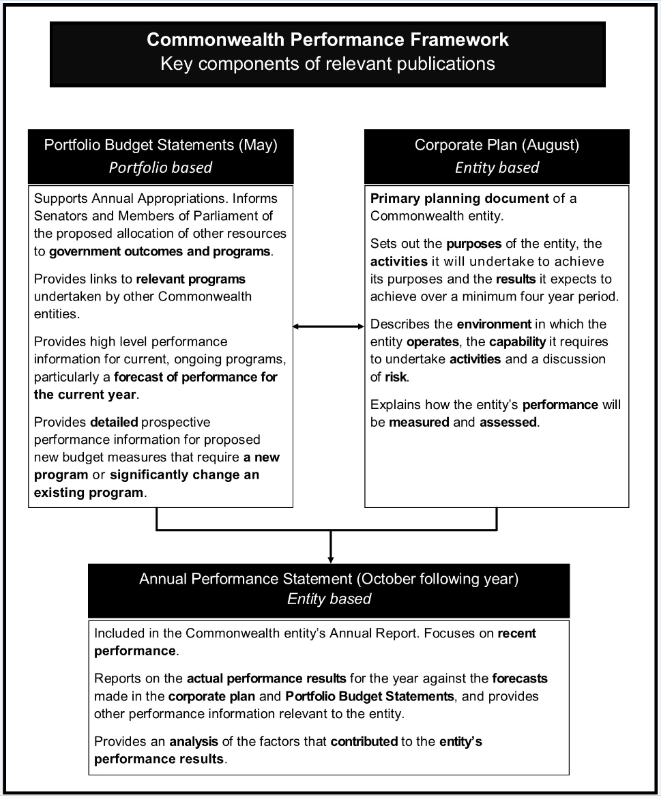 Commonwealth Performance Framework
Key components of relevant publications
Portfolio Budget Statements (May)
Portfolio based
Supports Annual Appropriations. Informs
Senators and Members of Parliament of
the proposed allocation of other resources
to government outcomes and programs.
Provides links to relevant programs
undertaken by other Commonwealth
entities.
Provides high level performance
information for current, ongoing programs,
particularly a forecast of performance for
the current year.
Provides detailed prospective
performance information for proposed
new budget measures that require a new
program or significantly change an
existing program.
Corporate Plan (August)
Entity based
Primary planning document of a
Commonwealth entity.
Sets out the purposes of the entity, the
activities it will undertake to achieve
its purposes and the results it expects to
achieve over a minimum four year period.
Describes the environment in which the
entity operates, the capability it requires
to undertake activities and a discussion
of risk.
Explains how the entity's performance will
be measured and assessed.
Annual Performance Statement (October following year)
Entity based
Included in the Commonwealth entity's Annual Report. Focuses on recent
performance.
Reports on the actual performance results for the year against the forecasts
made in the corporate plan and Portfolio Budget Statements, and provides
other performance information relevant to the entity.
Provides an analysis of the factors that contributed to the entity's
performance results.